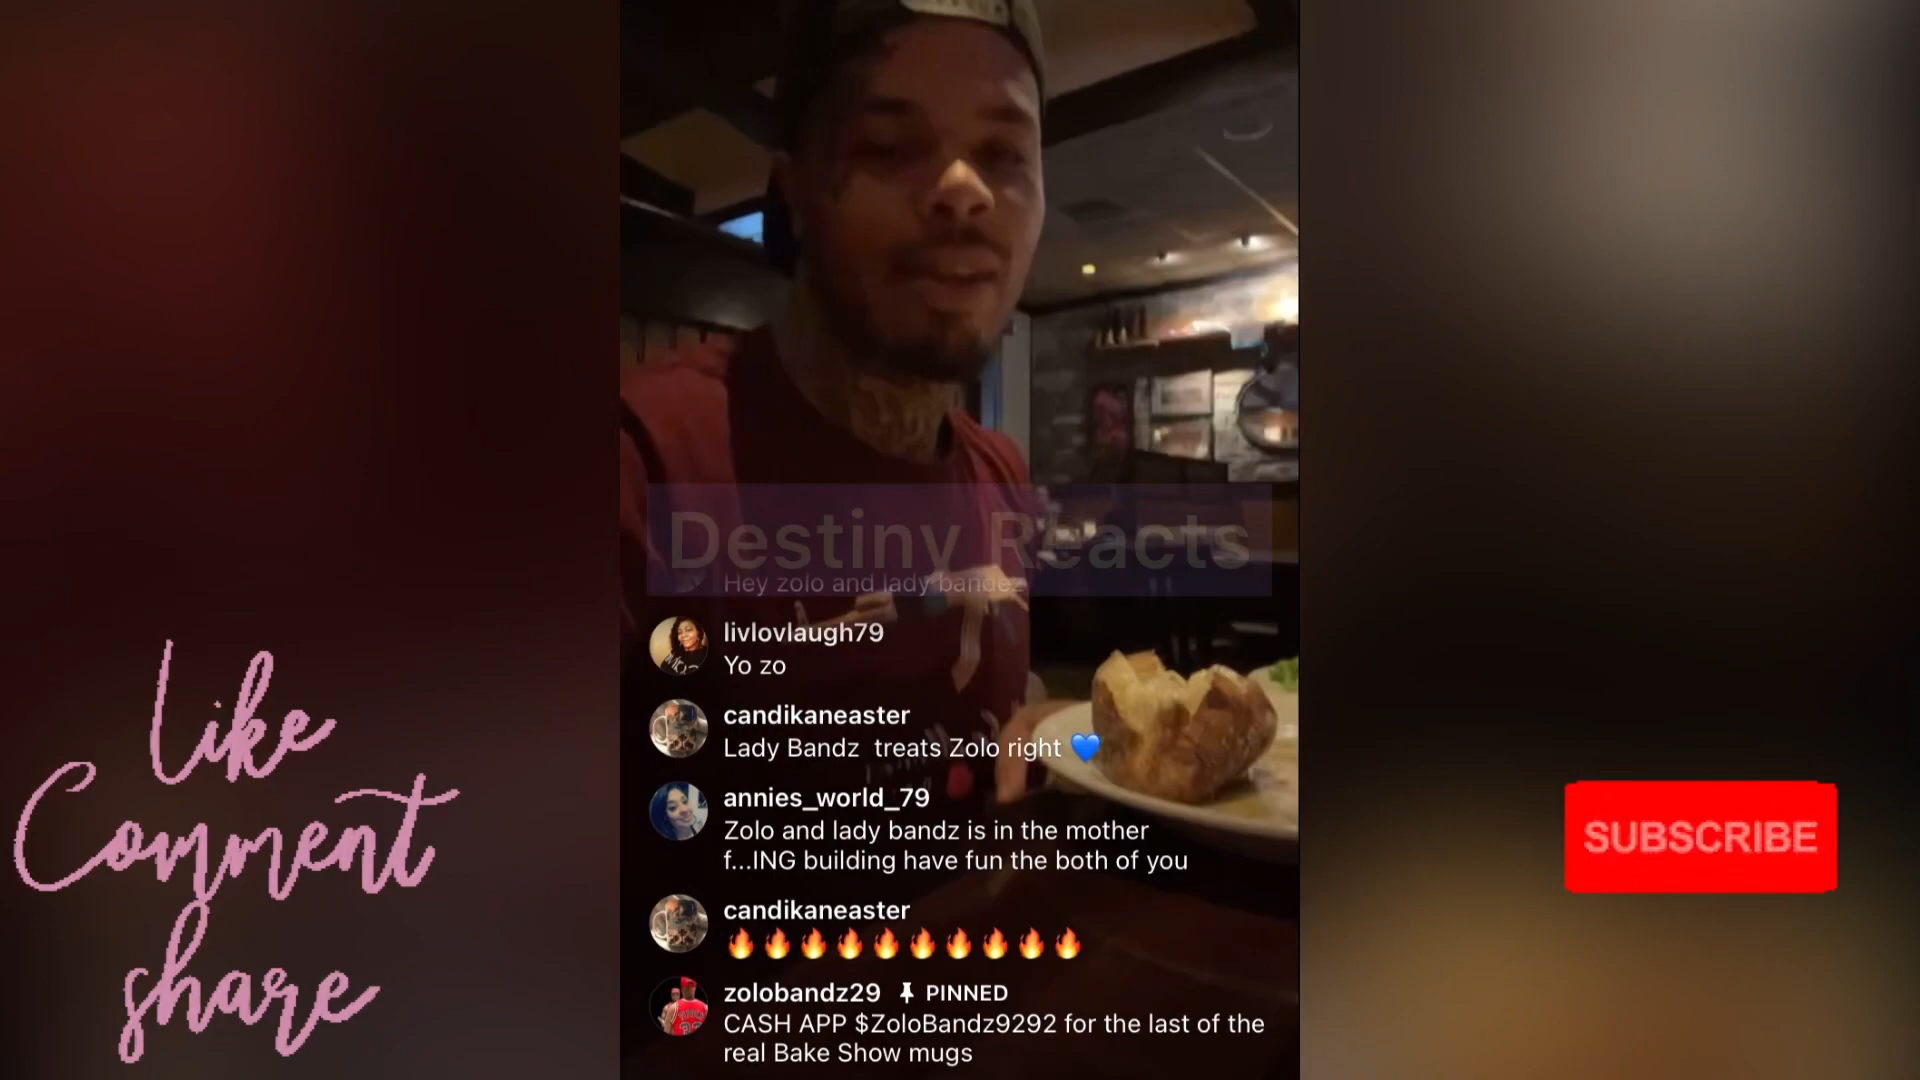 Destiny Reacts
Hey zolo and lady bandez
livlovlaugh79
Yo zo
candikaneaster
Lady Bandz treats Zolo right 💙
annies_world_79
Zolo and lady bandz is in the mother
f...ING building have fun the both of you
candikaneaster
🔥🔥🔥🔥🔥🔥🔥🔥🔥🔥
zolobandz29 PINNED
CASH APP $ZoloBandz9292 for the last of the
real Bake Show mugs
like
Comment
share
SUBSCRIBE